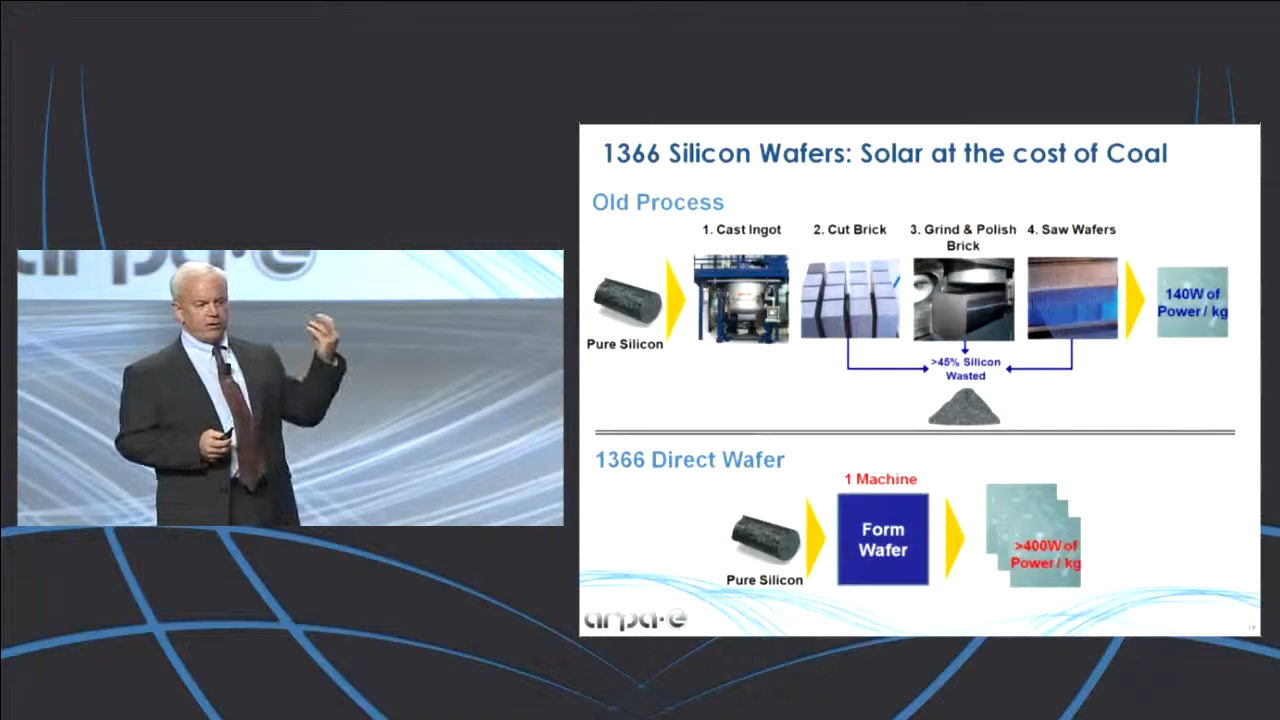 arpa-e
1366 Silicon Wafers: Solar at the cost of Coal
Old Process
1. Cast Ingot
2. Cut Brick
3. Grind & Polish
Brick
4. Saw Wafers
Pure Silicon
140W of
Power / kg
>45% Silicon
Wasted
1366 Direct Wafer
1 Machine
Pure Silicon
Form
Wafer
>400W of
Power / kg
arpa·e